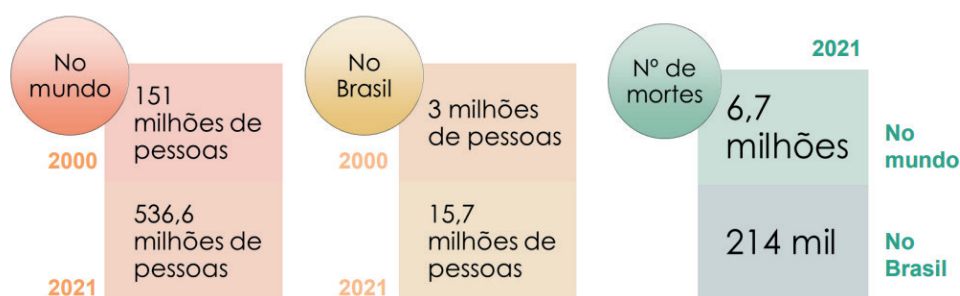 No
mundo
151
milhões de
pessoas
2000
536,6
milhões de
pessoas
2021
No
Brasil
3 milhões
de pessoas
2000
15,7
milhões de
pessoas
2021
Nº de
mortes
2021
6,7
milhões
No
mundo
214 mil
No
Brasil